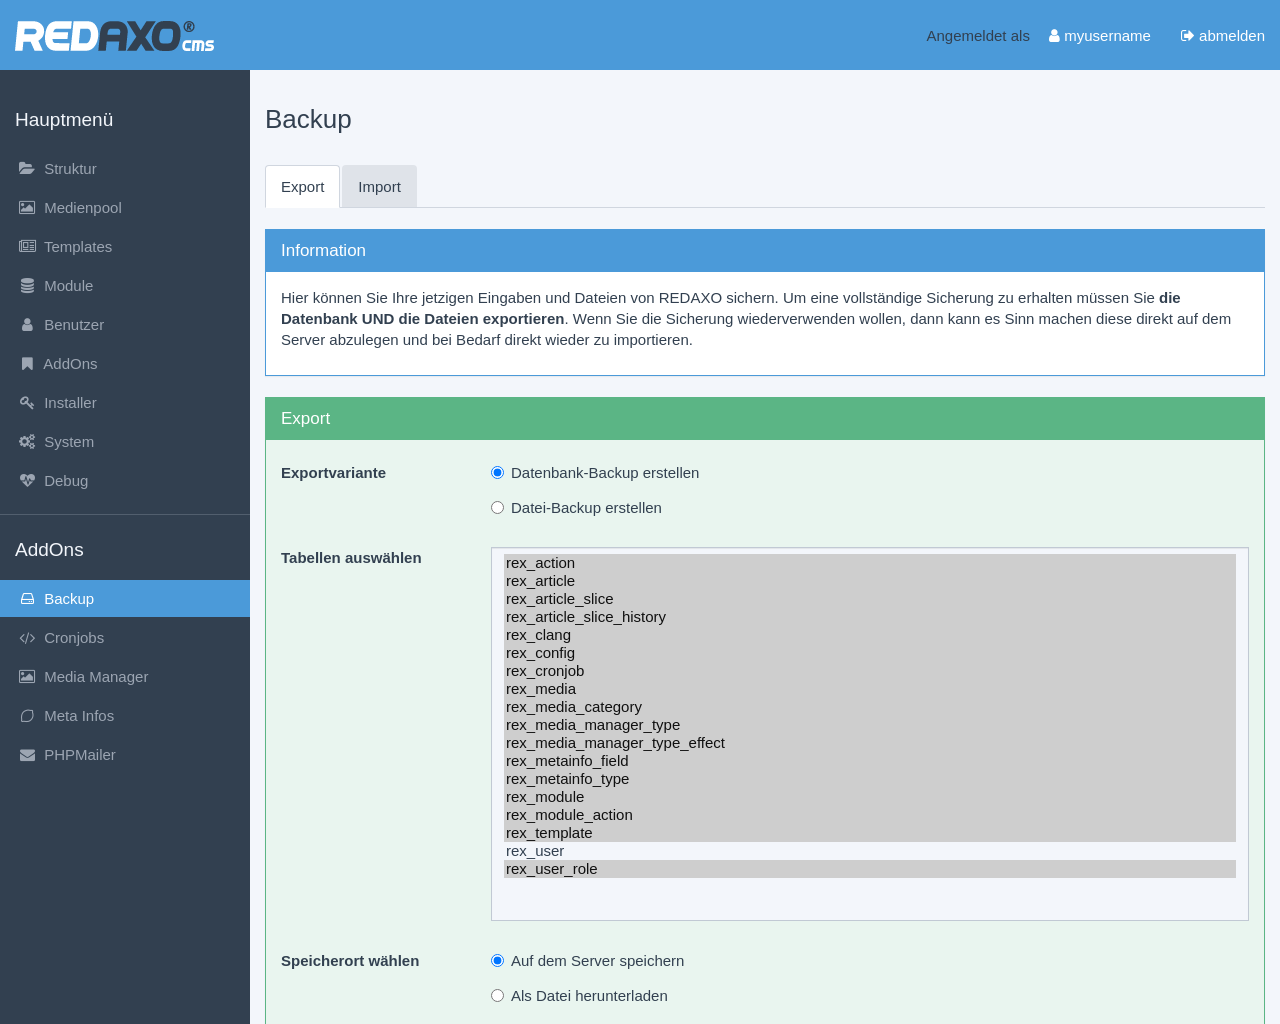 REDAXO® cms
Angemeldet als myusername abmelden
Hauptmenü
Struktur
Medienpool
Templates
Module
Benutzer
AddOns
Installer
System
Debug
AddOns
Backup
Cronjobs
Media Manager
Meta Infos
PHPMailer
Backup
Export Import
Information
Hier können Sie Ihre jetzigen Eingaben und Dateien von REDAXO sichern. Um eine vollständige Sicherung zu erhalten müssen Sie die
Datenbank UND die Dateien exportieren. Wenn Sie die Sicherung wiederverwenden wollen, dann kann es Sinn machen diese direkt auf dem
Server abzulegen und bei Bedarf direkt wieder zu importieren.
Export
Exportvariante
Datenbank-Backup erstellen
Datei-Backup erstellen
Tabellen auswählen
rex_action
rex_article
rex_article_slice
rex_article_slice_history
rex_clang
rex_config
rex_cronjob
rex_media
rex_media_category
rex_media_manager_type
rex_media_manager_type_effect
rex_metainfo_field
rex_metainfo_type
rex_module
rex_module_action
rex_template
rex_user
rex_user_role
Speicherort wählen
Auf dem Server speichern
Als Datei herunterladen